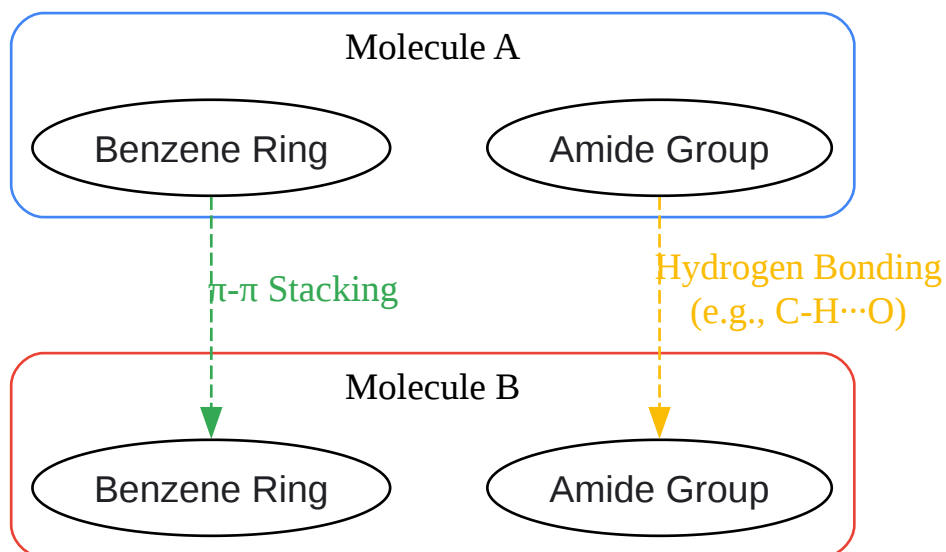 Molecule A
Benzene Ring
Amide Group
Hydrogen Bonding
π-π Stacking
(e.g., C-H···O)
Molecule B
Benzene Ring
Amide Group